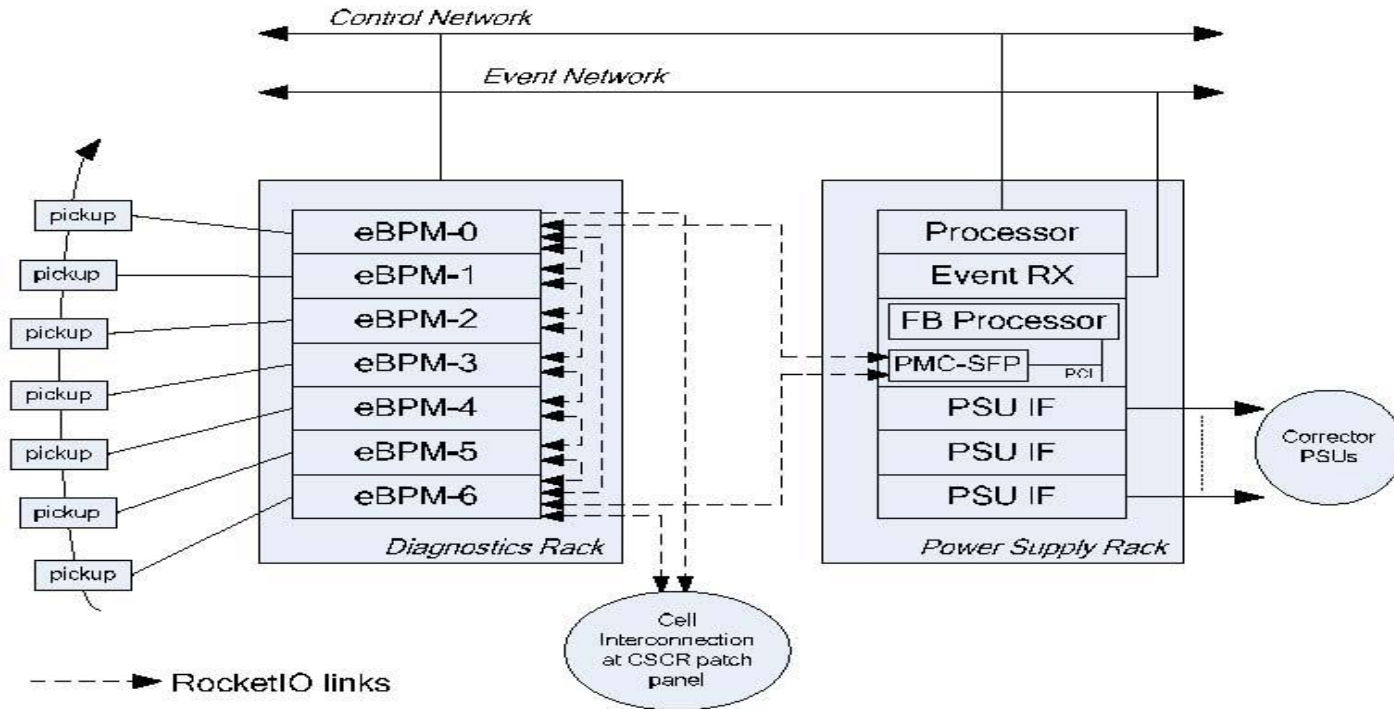 Control Network
Event Network
pickup
pickup
pickup
pickup
pickup
pickup
pickup
eBPM-0
eBPM-1
eBPM-2
eBPM-3
eBPM-4
eBPM-5
eBPM-6
Diagnostics Rack
Processor
Event RX
FB Processor
PMC-SFP
PCI
PSU IF
PSU IF
PSU IF
Power Supply Rack
Corrector
PSUs
Cell
Interconnection
at CSCR patch
panel
RocketIO links